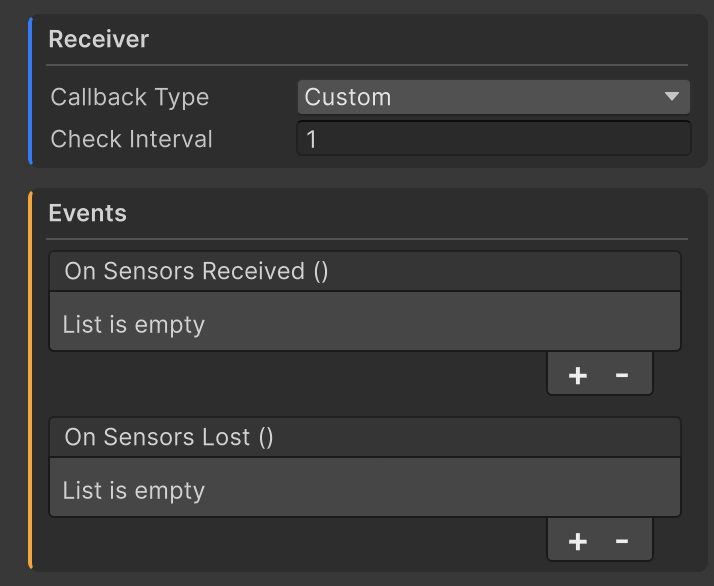 Receiver
Callback Type Custom
Check Interval 1
Events
On Sensors Received ()
List is empty
+ -
On Sensors Lost ()
List is empty
+ -